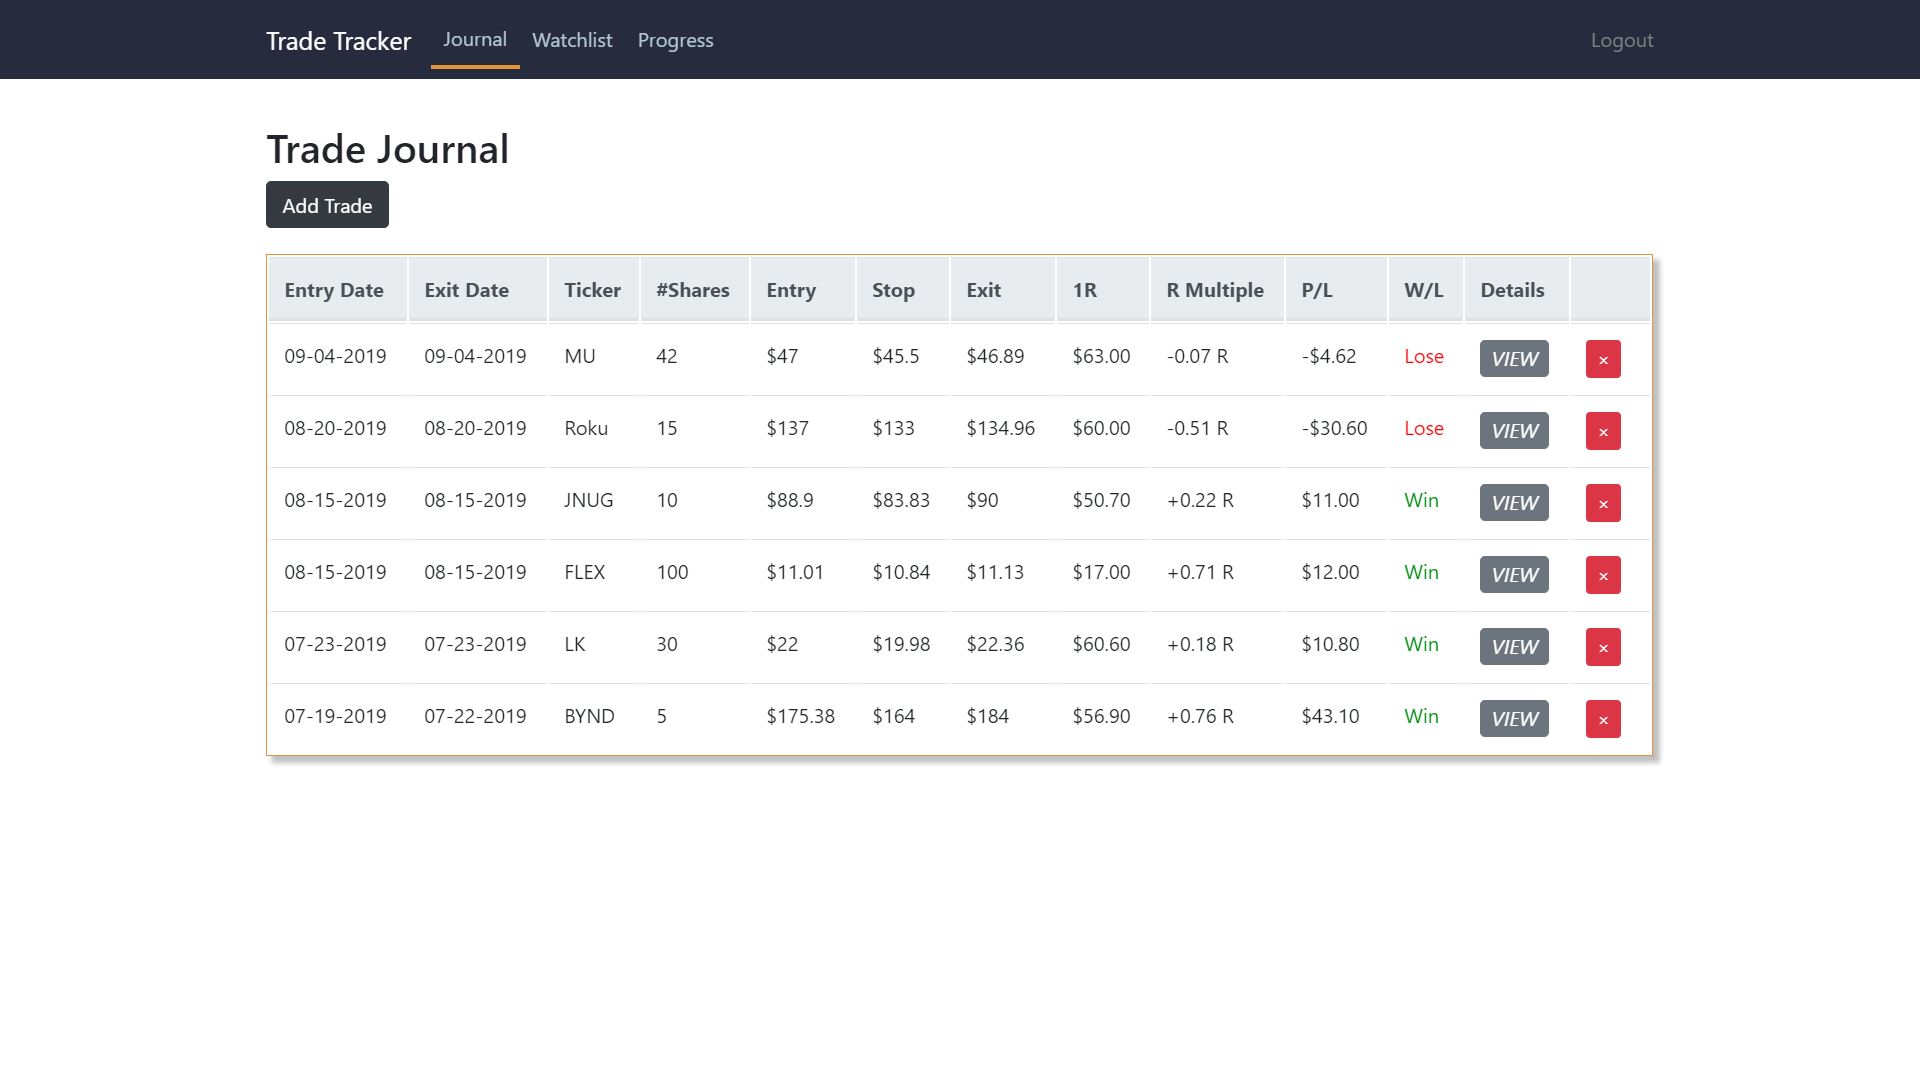 Trade Tracker Journal Watchlist Progress Logout
Trade Journal
Add Trade
Entry Date Exit Date Ticker #Shares Entry Stop Exit 1R R Multiple P/L W/L Details
09-04-2019 09-04-2019 MU 42 $47 $45.5 $46.89 $63.00 -0.07 R -$4.62 Lose VIEW ×
08-20-2019 08-20-2019 Roku 15 $137 $133 $134.96 $60.00 -0.51 R -$30.60 Lose VIEW ×
08-15-2019 08-15-2019 JNUG 10 $88.9 $83.83 $90 $50.70 +0.22 R $11.00 Win VIEW ×
08-15-2019 08-15-2019 FLEX 100 $11.01 $10.84 $11.13 $17.00 +0.71 R $12.00 Win VIEW ×
07-23-2019 07-23-2019 LK 30 $22 $19.98 $22.36 $60.60 +0.18 R $10.80 Win VIEW ×
07-19-2019 07-22-2019 BYND 5 $175.38 $164 $184 $56.90 +0.76 R $43.10 Win VIEW ×